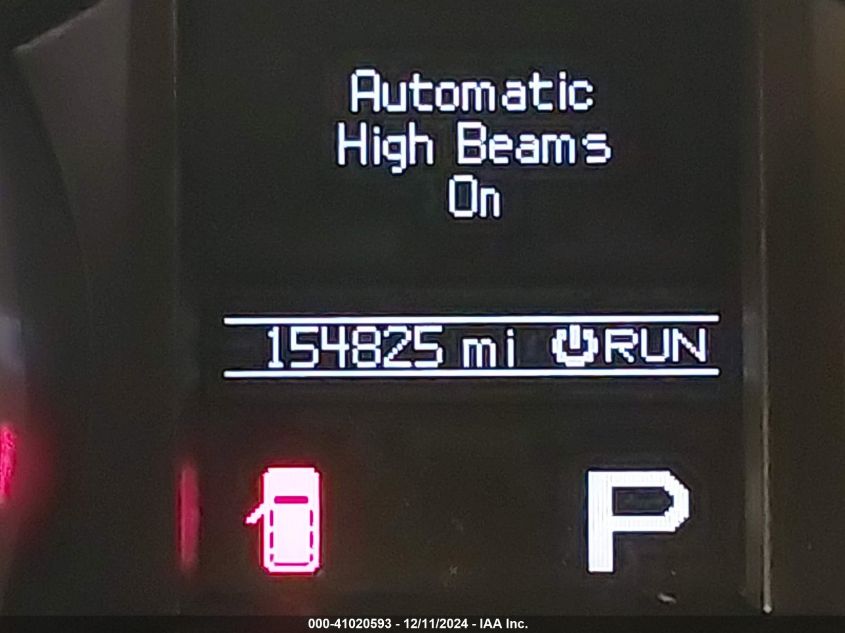 Automatic
High Beams
On
154825 mi RUN
P
000-41020593 - 12/11/2024 - IAA Inc.